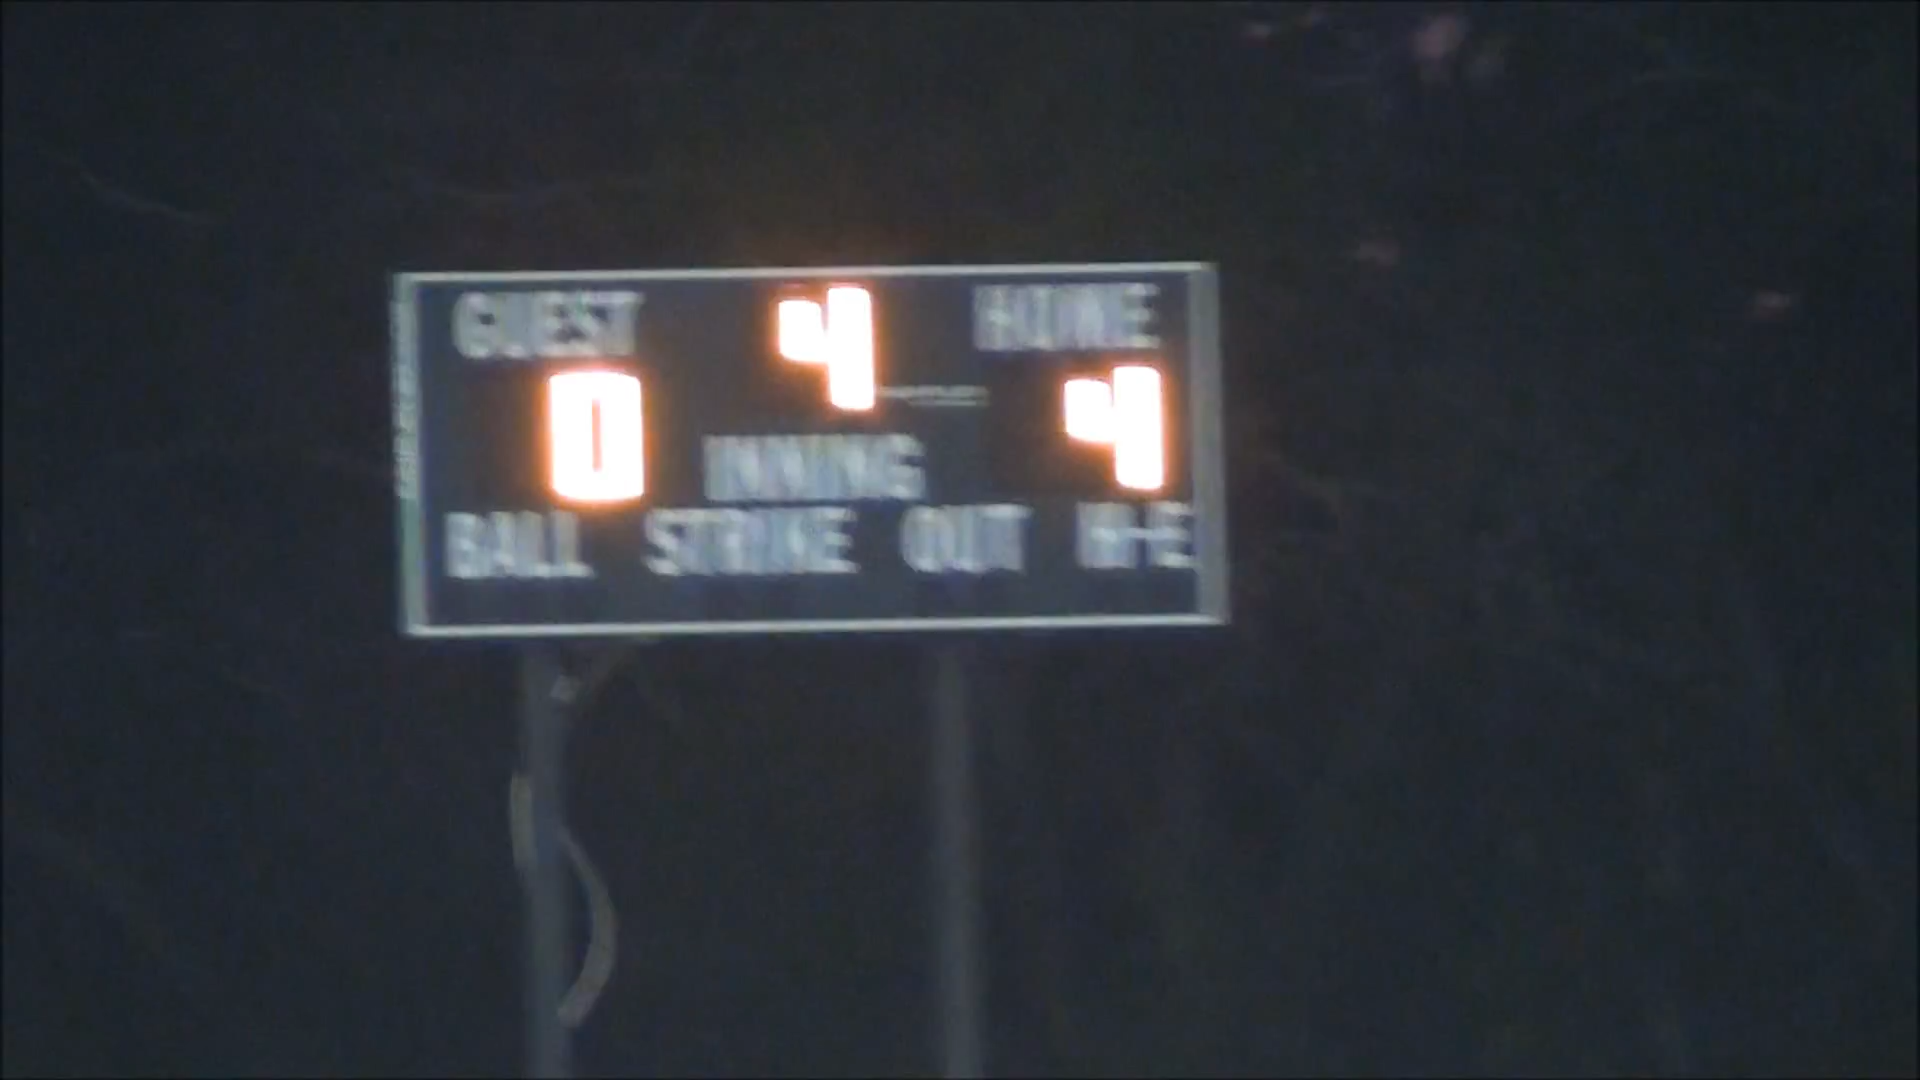 GUEST 4 HOME
0 4
INNING
BALL STRIKE OUT H-E